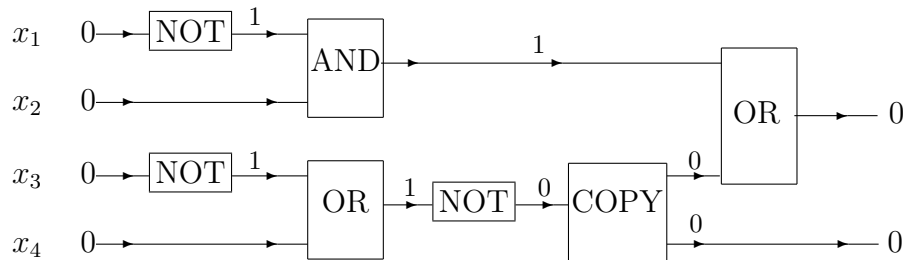 x₁ 0 NOT 1
AND 1
x₂ 0
OR 0
x₃ 0 NOT 1 0
OR 1 NOT 0 COPY
x₄ 0 0 0